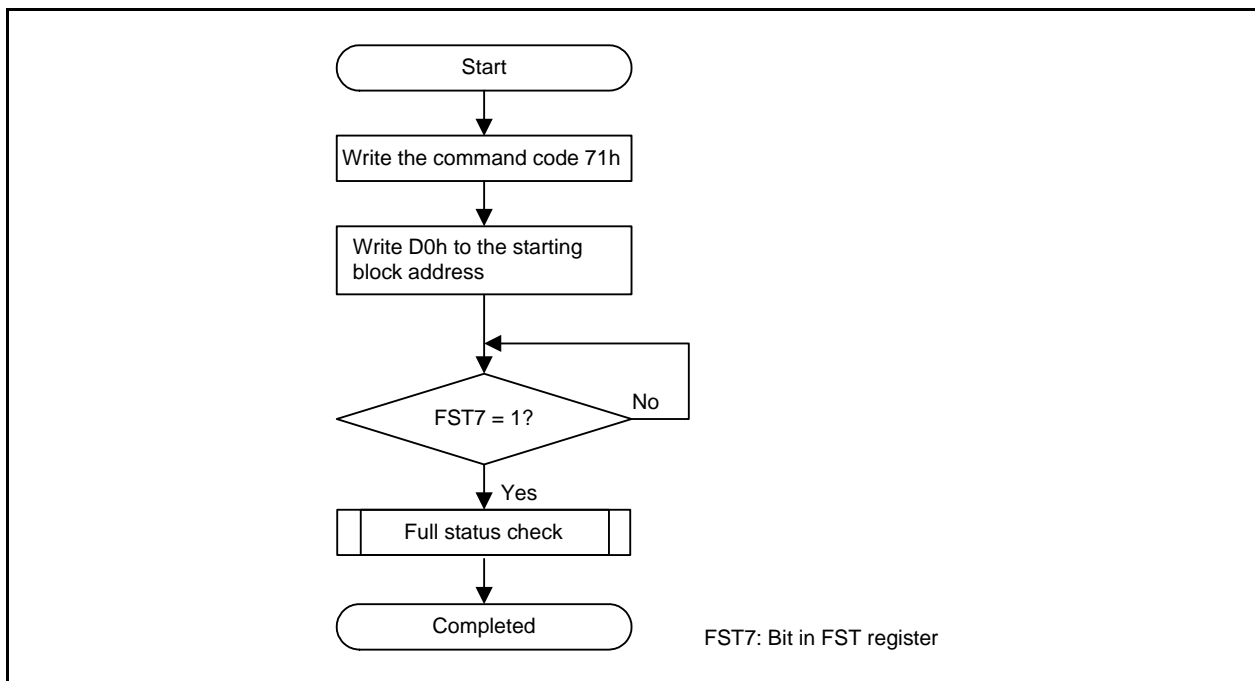 Start
Write the command code 71h
Write D0h to the starting
block address
No
FST7 = 1?
Yes
Full status check
Completed
FST7: Bit in FST register